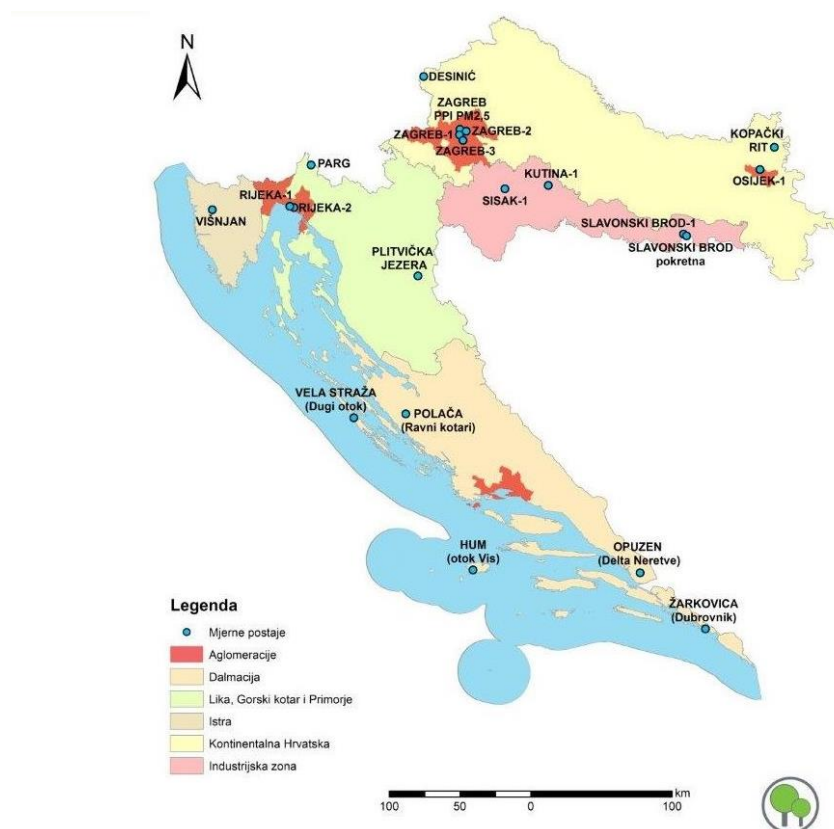 N
DESINIĆ
ZAGREB
PPI PM2,5
ZAGREB-1
ZAGREB-2
ZAGREB-3
KOPAČKI
RIT
OSIJEK-1
PARG
KUTINA-1
SISAK-1
RIJEKA-1
RIJEKA-2
VIŠNJAN
SLAVONSKI BROD-1
SLAVONSKI BROD
pokretna
PLITVIČKA
JEZERA
VELA STRAŽA
(Dugi otok)
POLAČA
(Ravni kotari)
HUM
(otok Vis)
OPUZEN
(Delta Neretve)
ŽARKOVICA
(Dubrovnik)
Legenda
Mjerne postaje
Aglomeracije
Dalmacija
Lika, Gorski kotar i Primorje
Istra
Kontinentalna Hrvatska
Industrijska zona
km
100 50 0 100